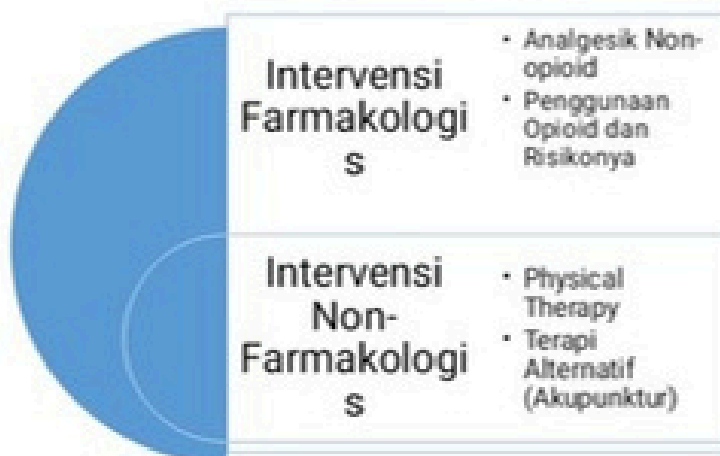 Intervensi
Farmakologi
s
• Analgesik Non-
opioid
• Penggunaan
Opioid dan
Risikonya
Intervensi
Non-
Farmakologi
s
• Physical
Therapy
• Terapi
Alternatif
(Akupunktur)